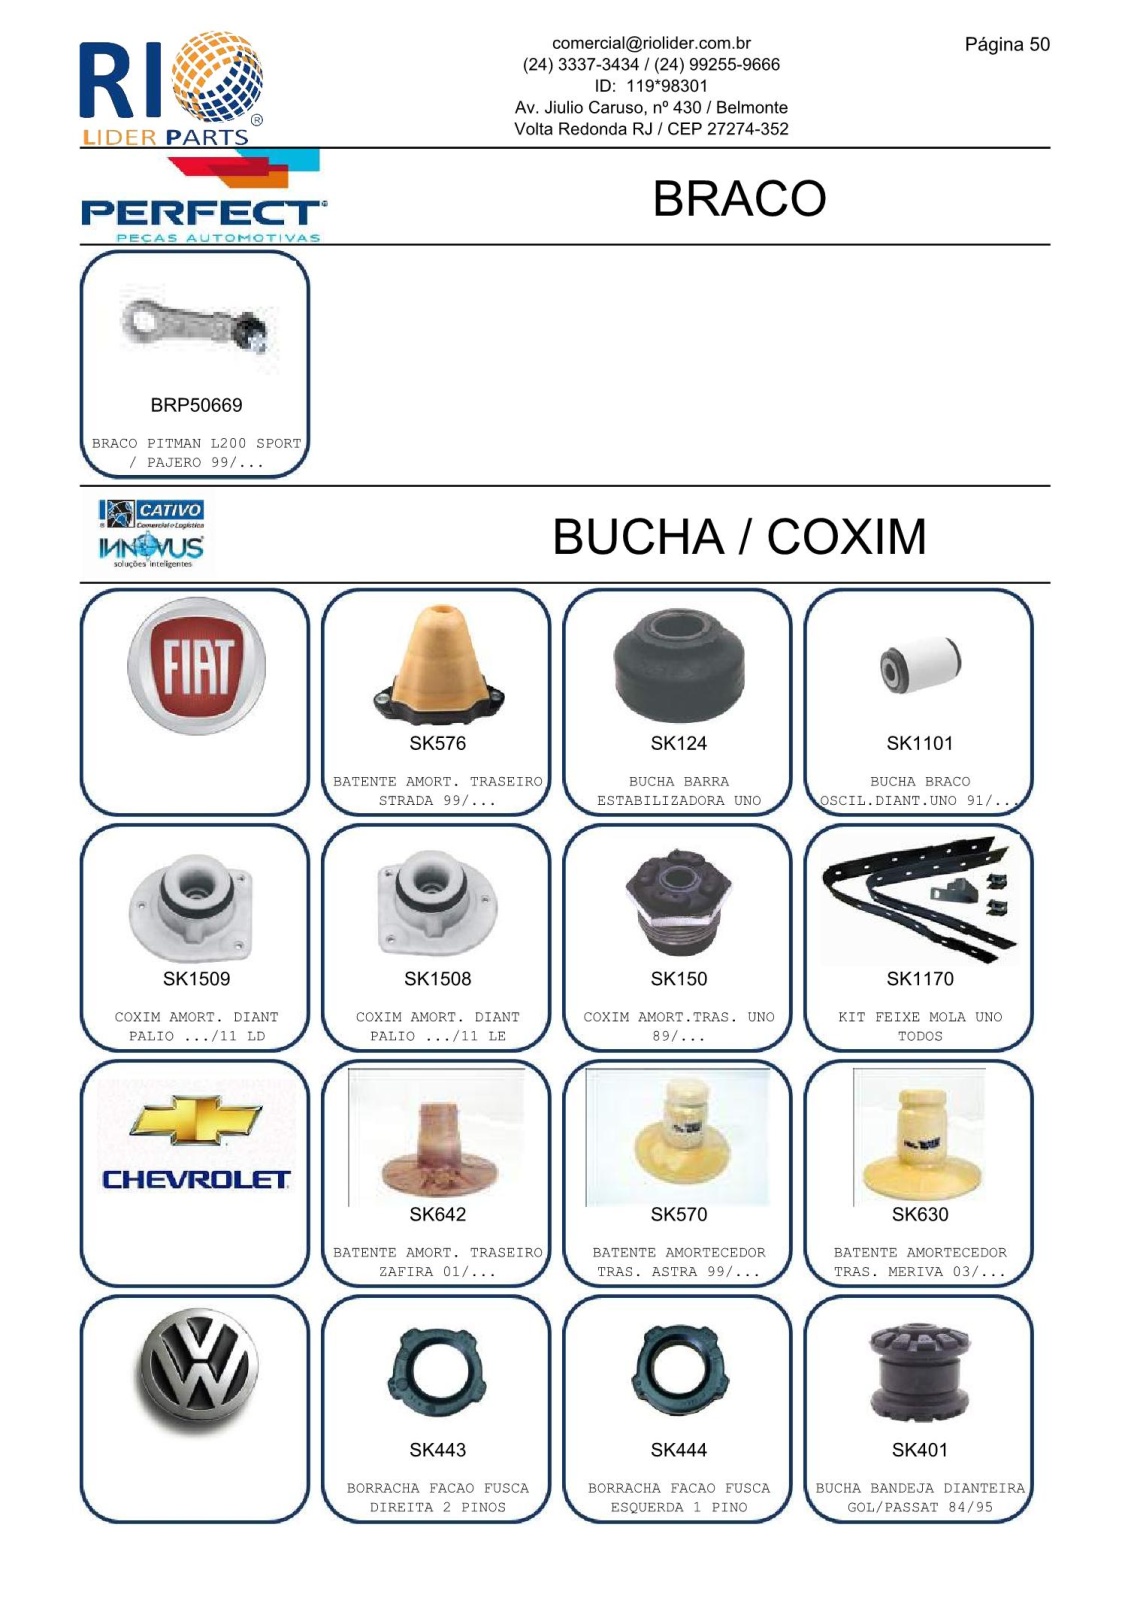 RIO
LIDER PARTS
®
comercial@riolider.com.br
(24) 3337-3434 / (24) 99255-9666
ID:  119*98301
Av. Jiulio Caruso, nº 430 / Belmonte
Volta Redonda RJ / CEP 27274-352
Página 50
PERFECT®
PEÇAS AUTOMOTIVAS
BRACO
BRP50669
BRACO PITMAN L200 SPORT
/ PAJERO 99/...
CATIVO
Comercial e Logística
INNOVUS®
soluções inteligentes
BUCHA / COXIM
FIAT
SK576
BATENTE AMORT. TRASEIRO
STRADA 99/...
SK124
BUCHA BARRA
ESTABILIZADORA UNO
SK1101
BUCHA BRACO
OSCIL.DIANT.UNO 91/...
SK1509
COXIM AMORT. DIANT
PALIO .../11 LD
SK1508
COXIM AMORT. DIANT
PALIO .../11 LE
SK150
COXIM AMORT.TRAS. UNO
89/...
SK1170
KIT FEIXE MOLA UNO
TODOS
CHEVROLET
SK642
BATENTE AMORT. TRASEIRO
ZAFIRA 01/...
SK570
BATENTE AMORTECEDOR
TRAS. ASTRA 99/...
SK630
BATENTE AMORTECEDOR
TRAS. MERIVA 03/...
VW
SK443
BORRACHA FACAO FUSCA
DIREITA 2 PINOS
SK444
BORRACHA FACAO FUSCA
ESQUERDA 1 PINO
SK401
BUCHA BANDEJA DIANTEIRA
GOL/PASSAT 84/95